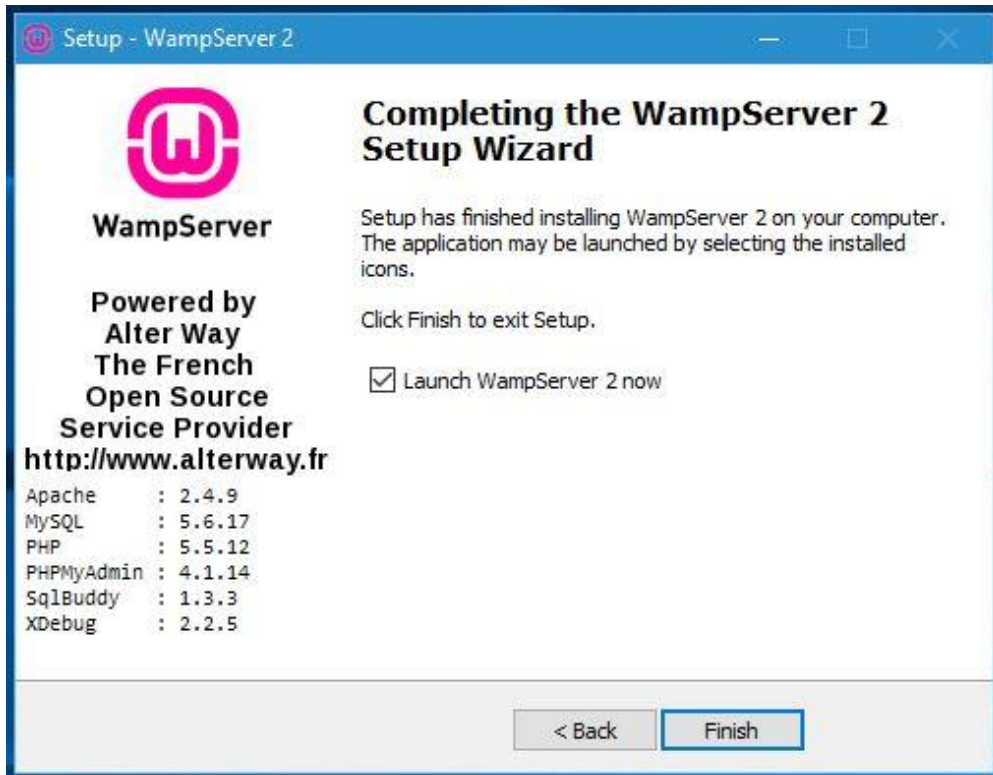 Setup - WampServer 2
WampServer
Powered by
Alter Way
The French
Open Source
Service Provider
http://www.alterway.fr
Apache : 2.4.9
MySQL : 5.6.17
PHP : 5.5.12
PHPMyAdmin : 4.1.14
SqlBuddy : 1.3.3
XDebug : 2.2.5
Completing the WampServer 2
Setup Wizard
Setup has finished installing WampServer 2 on your computer.
The application may be launched by selecting the installed
icons.
Click Finish to exit Setup.
Launch WampServer 2 now
< Back
Finish